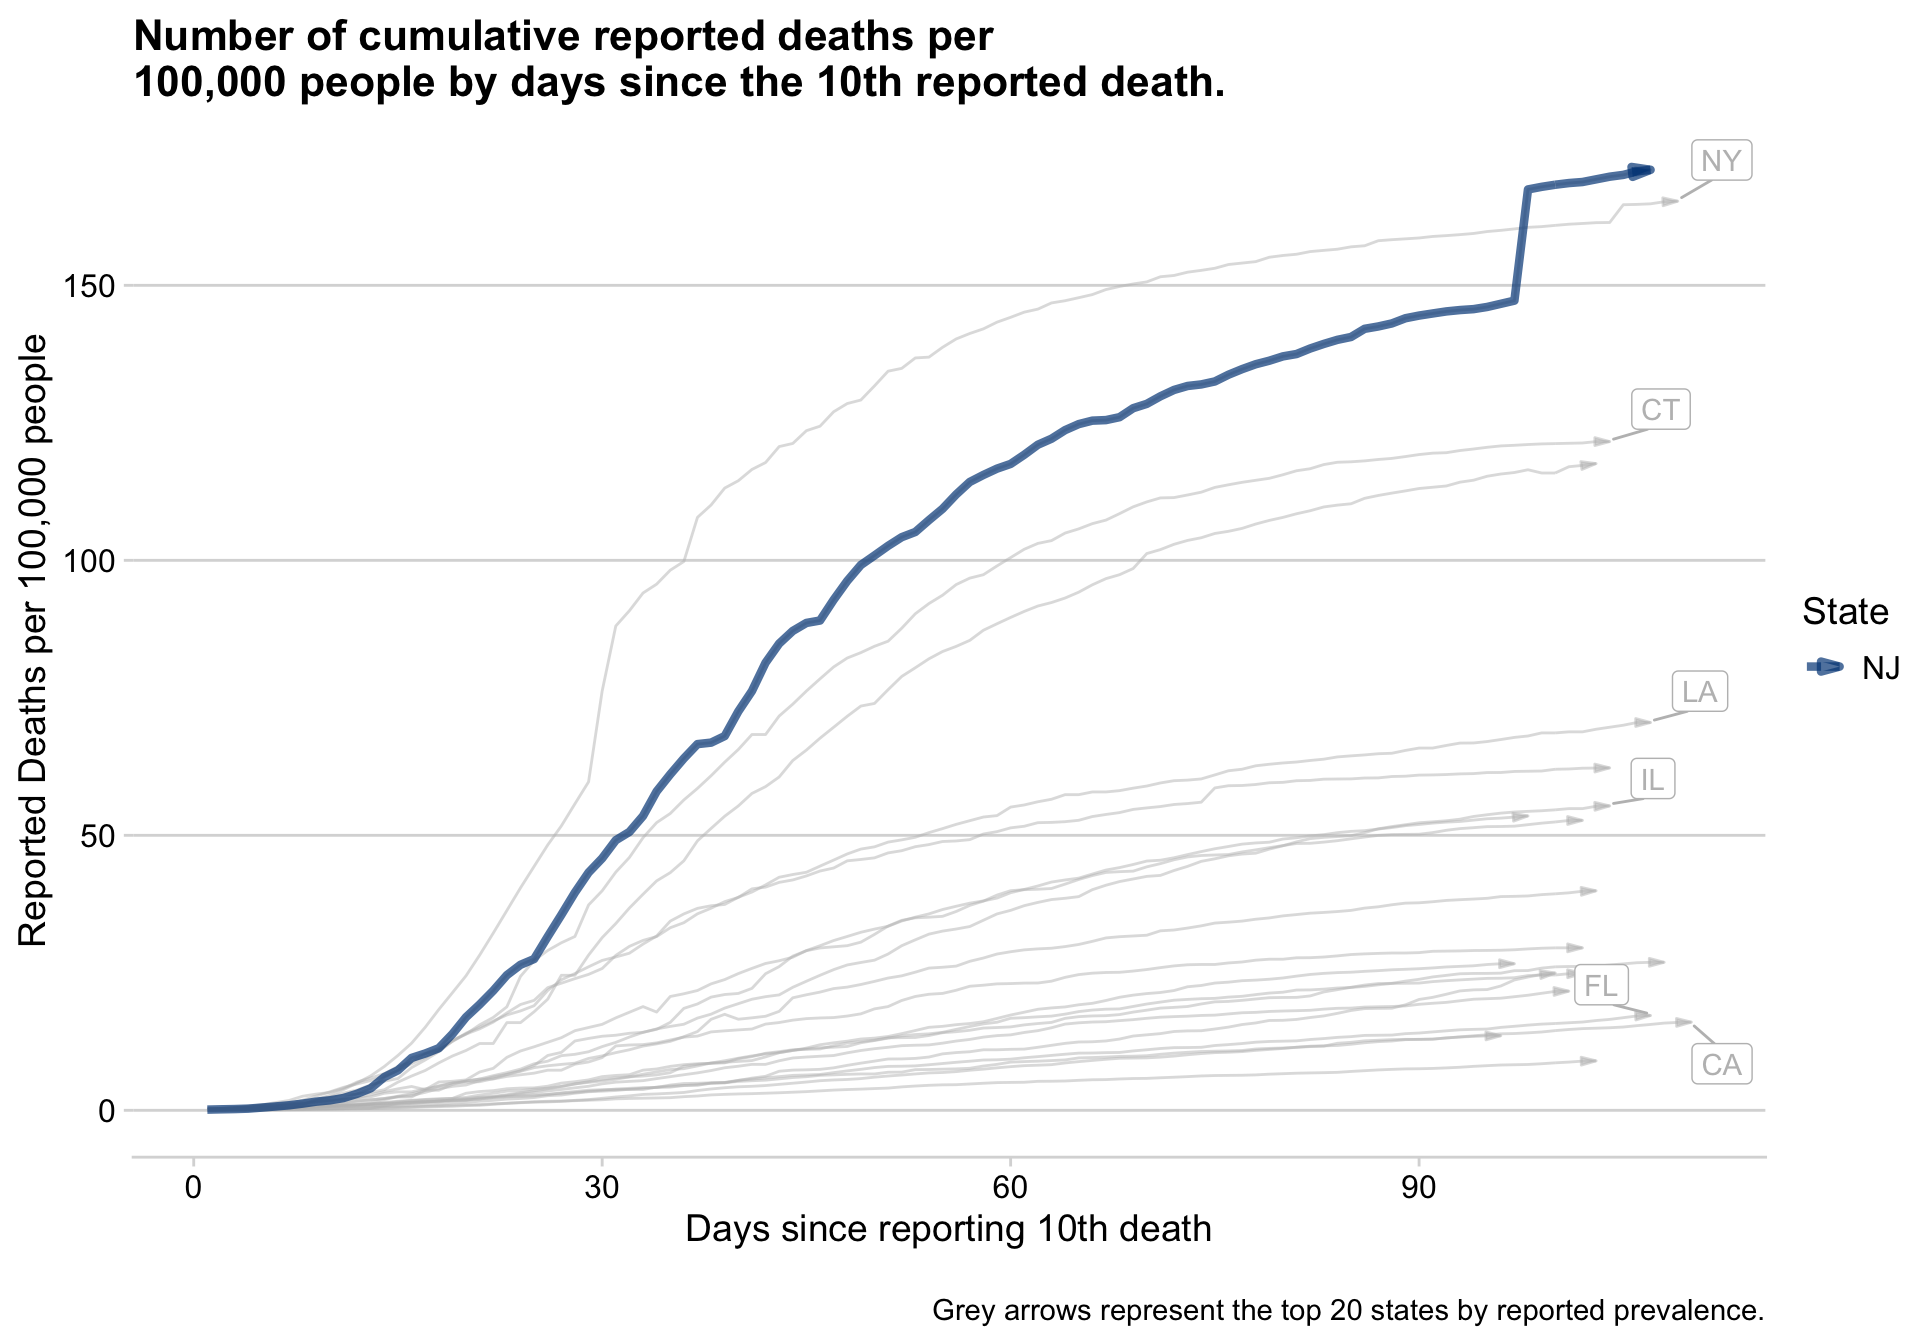 Number of cumulative reported deaths per
100,000 people by days since the 10th reported death.
NY
150
CT
100
Reported Deaths per 100,000 people
State
NJ
LA
IL
50
FL
CA
0
0 30 60 90
Days since reporting 10th death
Grey arrows represent the top 20 states by reported prevalence.